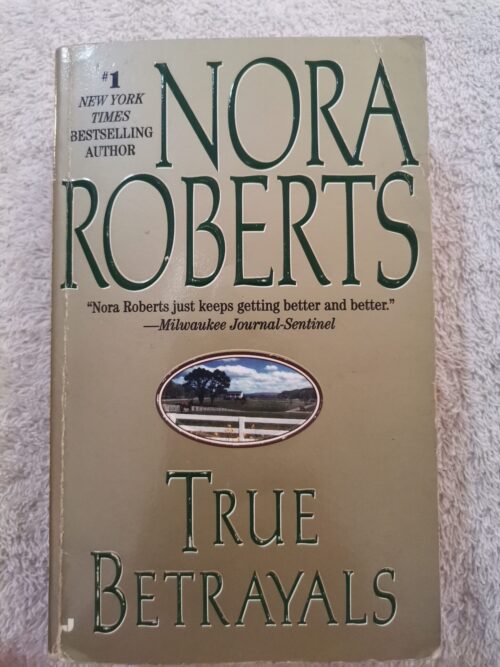 #1
NEW YORK
TIMES
BESTSELLING
AUTHOR
NORA
ROBERTS
“Nora Roberts just keeps getting better and better.”
—Milwaukee Journal-Sentinel
TRUE
BETRAYALS
J